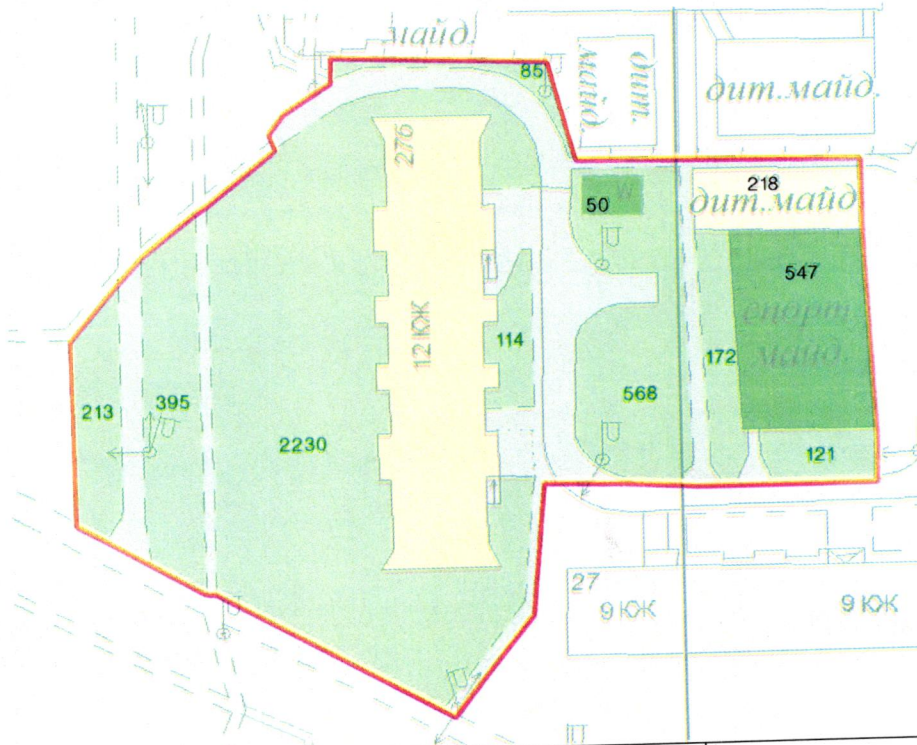 майд.
85
дит.
майд.
дит.майд.
27б
218
дит.майд.
50
W
547
спорт
майд.
12 КЖ
114
172
213
395
568
2230
121
27
9 КЖ
9 КЖ